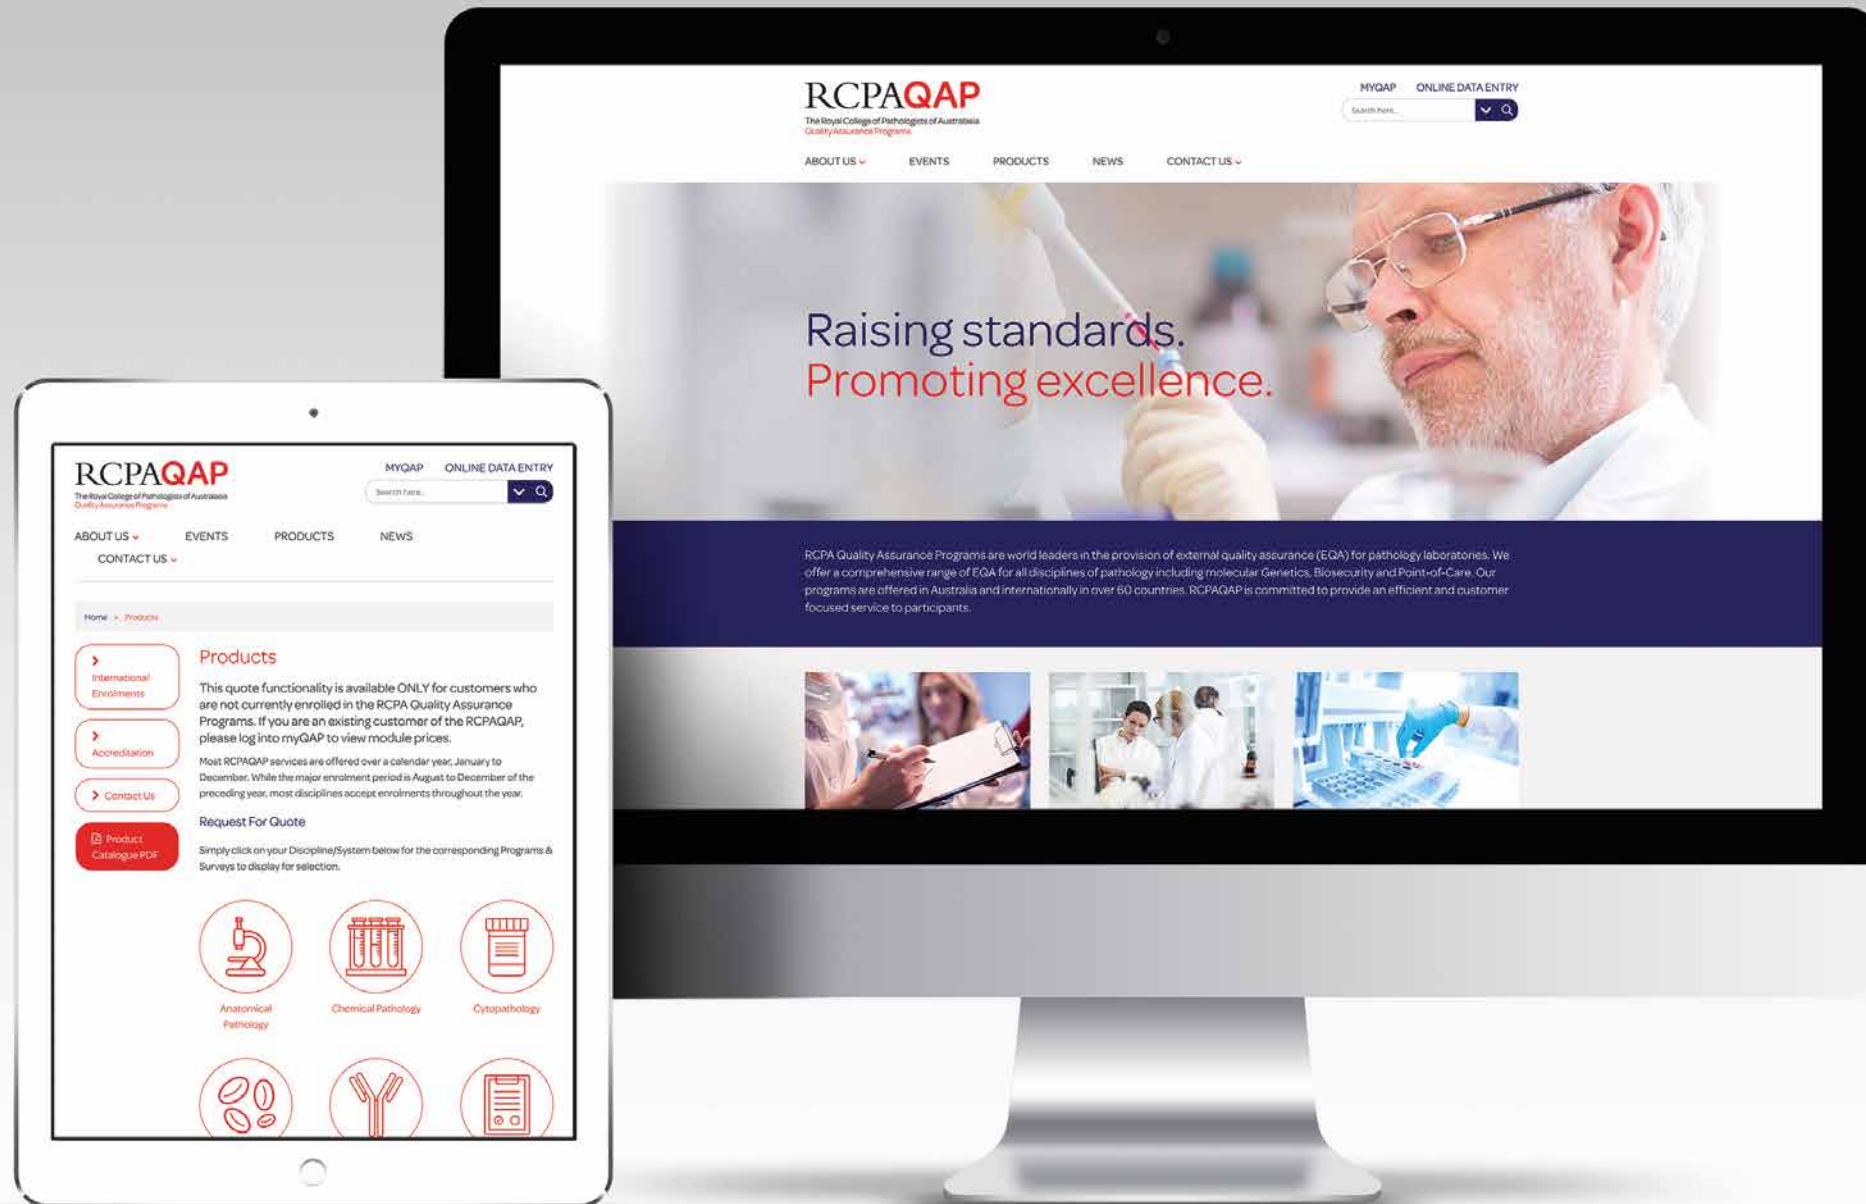 RCPAQAP
The Royal College of Pathologists of Australasia
Quality Assurance Programs
MYQAP ONLINE DATA ENTRY
Search here...
ABOUT US EVENTS PRODUCTS NEWS CONTACT US
Raising standards.
Promoting excellence.
RCPA Quality Assurance Programs are world leaders in the provision of external quality assurance (EQA) for pathology laboratories. We
offer a comprehensive range of EQA for all disciplines of pathology including molecular Genetics, Biosecurity and Point-of-Care. Our
programs are offered in Australia and internationally in over 60 countries. RCPAQAP is committed to provide an efficient and customer
focused service to participants.
RCPAQAP
The Royal College of Pathologists of Australasia
Quality Assurance Programs
MYQAP ONLINE DATA ENTRY
Search here...
ABOUT US EVENTS PRODUCTS NEWS
CONTACT US
Home > Products
International
Enrolments
Accreditation
Contact Us
Product
Catalogue PDF
Products
This quote functionality is available ONLY for customers who
are not currently enrolled in the RCPA Quality Assurance
Programs. If you are an existing customer of the RCPAQAP,
please log into myQAP to view module prices.
Most RCPAQAP services are offered over a calendar year, January to
December. While the major enrolment period is August to December of the
preceding year, most disciplines accept enrolments throughout the year.
Request For Quote
Simply click on your Discipline/System below for the corresponding Programs &
Surveys to display for selection.
Anatomical
Pathology
Chemical Pathology
Cytopathology